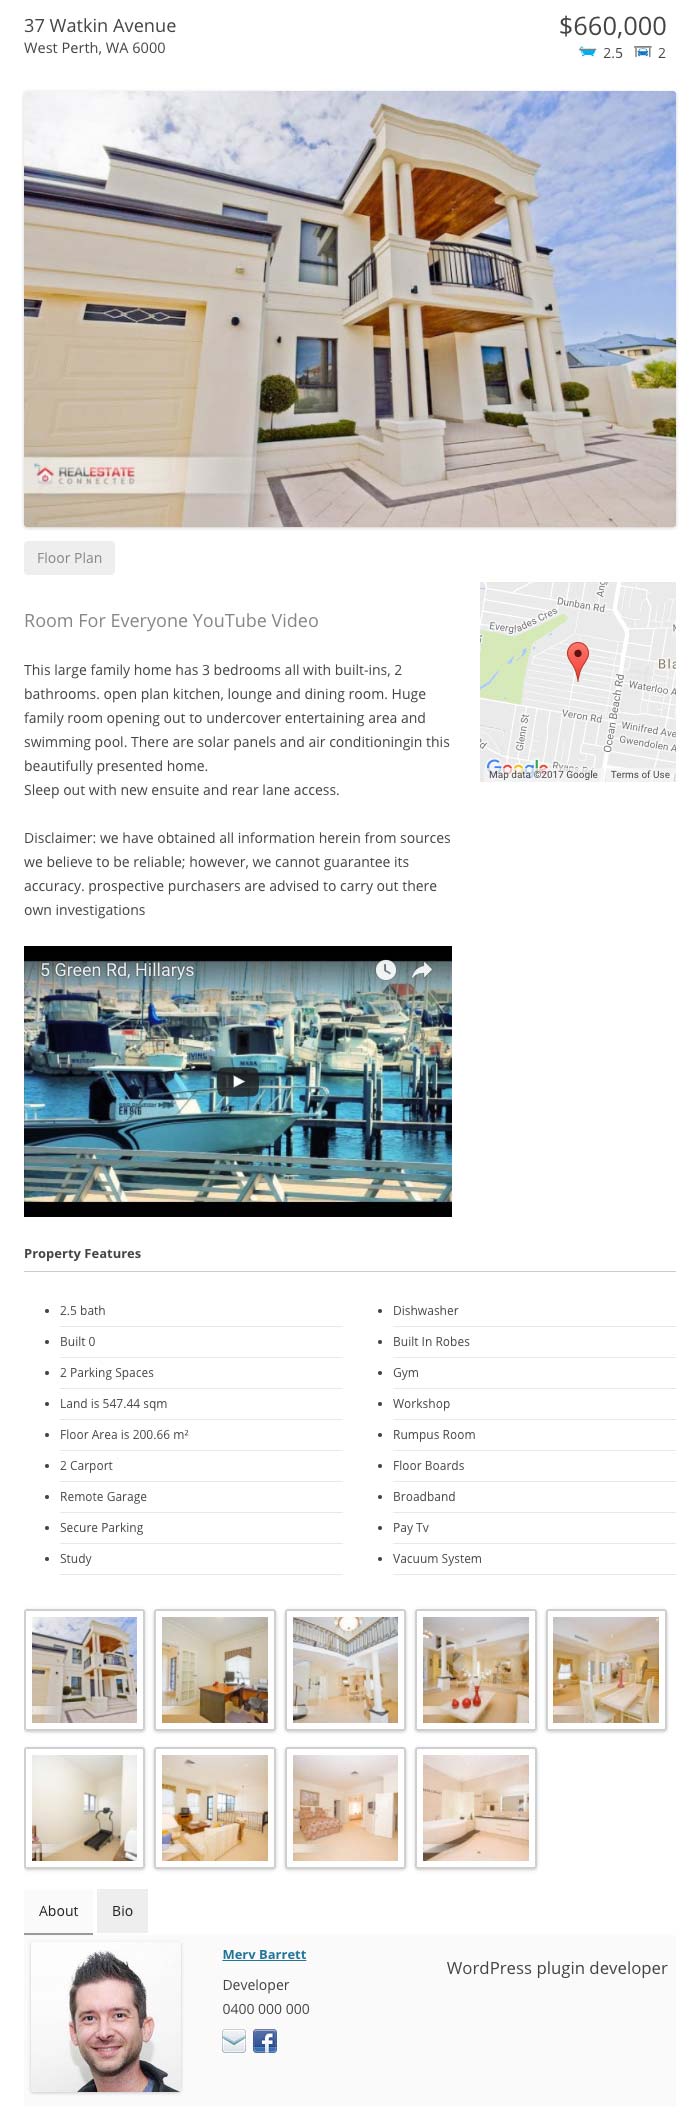 37 Watkin Avenue
$660,000
West Perth, WA 6000
2.5 2
REALESTATE
CONNECTED
Floor Plan
Room For Everyone YouTube Video
This large family home has 3 bedrooms all with built-ins, 2
bathrooms. open plan kitchen, lounge and dining room. Huge
family room opening out to undercover entertaining area and
swimming pool. There are solar panels and air conditioningin this
beautifully presented home.
Sleep out with new ensuite and rear lane access.
Disclaimer: we have obtained all information herein from sources
we believe to be reliable; however, we cannot guarantee its
accuracy. prospective purchasers are advised to carry out there
own investigations
Dunban Rd
Everglades Cres
Bla
Waterloo A
Ocean Beach Rd
Veron Rd
Glenn St
Winifred Ave
Gwendolen A
Google
Map data ©2017 Google Terms of Use
5 Green Rd, Hillarys
Property Features
2.5 bath
Built 0
2 Parking Spaces
Land is 547.44 sqm
Floor Area is 200.66 m²
2 Carport
Remote Garage
Secure Parking
Study
Dishwasher
Built In Robes
Gym
Workshop
Rumpus Room
Floor Boards
Broadband
Pay Tv
Vacuum System
About Bio
Merv Barrett
Developer
0400 000 000
WordPress plugin developer